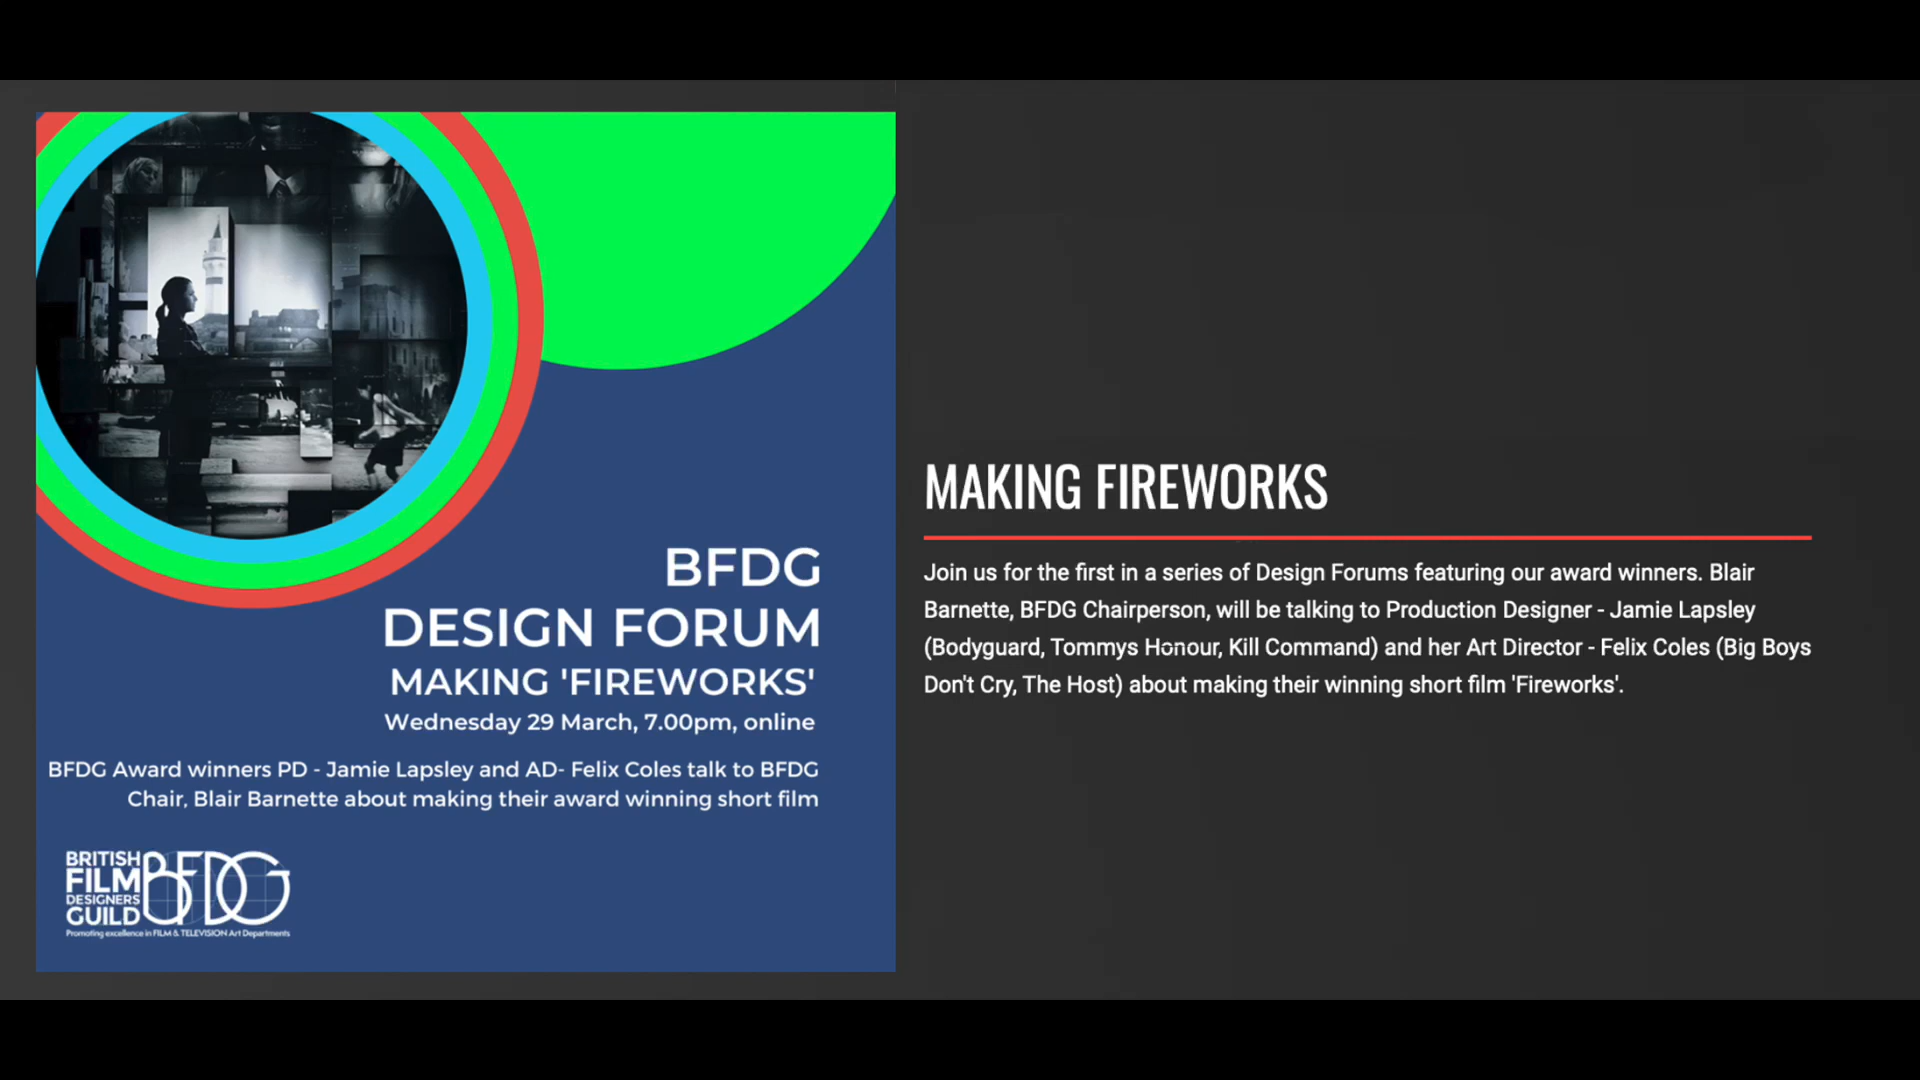 BFDG
DESIGN FORUM
MAKING 'FIREWORKS'
Wednesday 29 March, 7.00pm, online
BFDG Award winners PD - Jamie Lapsley and AD- Felix Coles talk to BFDG
Chair, Blair Barnette about making their award winning short film
BRITISH
FILM
DESIGNERS
GUILD
BFDG
Promoting excellence in FILM & TELEVISION Art Departments
MAKING FIREWORKS
Join us for the first in a series of Design Forums featuring our award winners. Blair
Barnette, BFDG Chairperson, will be talking to Production Designer - Jamie Lapsley
(Bodyguard, Tommys Honour, Kill Command) and her Art Director - Felix Coles (Big Boys
Don't Cry, The Host) about making their winning short film 'Fireworks'.